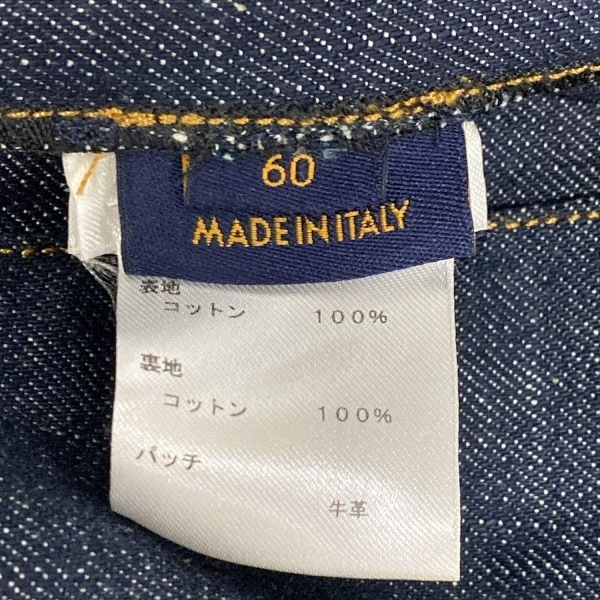 60
MADE IN ITALY
表地
コットン 100%
裏地
コットン 100%
パッチ
牛革